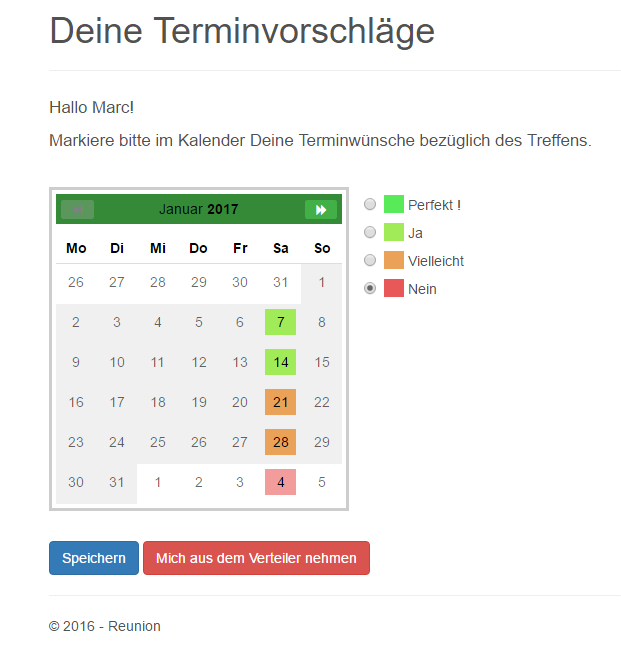 Deine Terminvorschläge
Hallo Marc!
Markiere bitte im Kalender Deine Terminwünsche bezüglich des Treffens.
Januar 2017
Mo Di Mi Do Fr Sa So
26 27 28 29 30 31 1
2 3 4 5 6 7 8
9 10 11 12 13 14 15
16 17 18 19 20 21 22
23 24 25 26 27 28 29
30 31 1 2 3 4 5
Perfekt !
Ja
Vielleicht
Nein
Speichern Mich aus dem Verteiler nehmen
© 2016 - Reunion